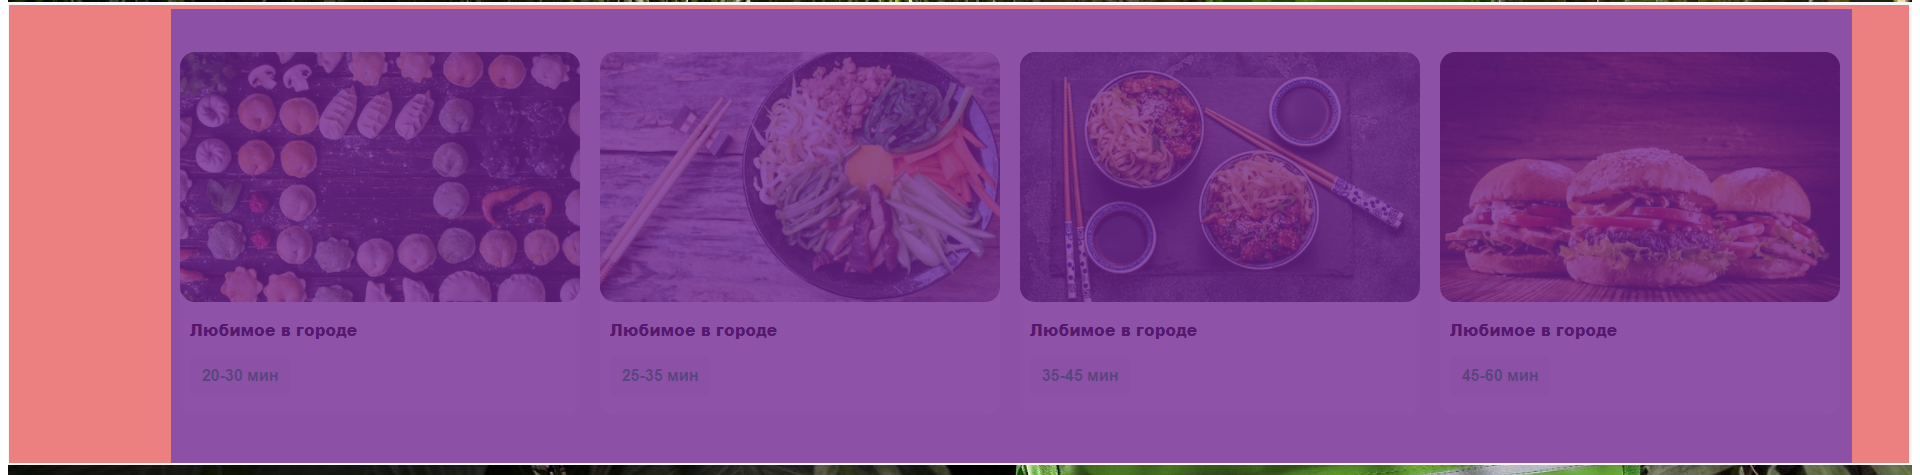 Любимое в городе
20-30 мин
Любимое в городе
25-35 мин
Любимое в городе
35-45 мин
Любимое в городе
45-60 мин